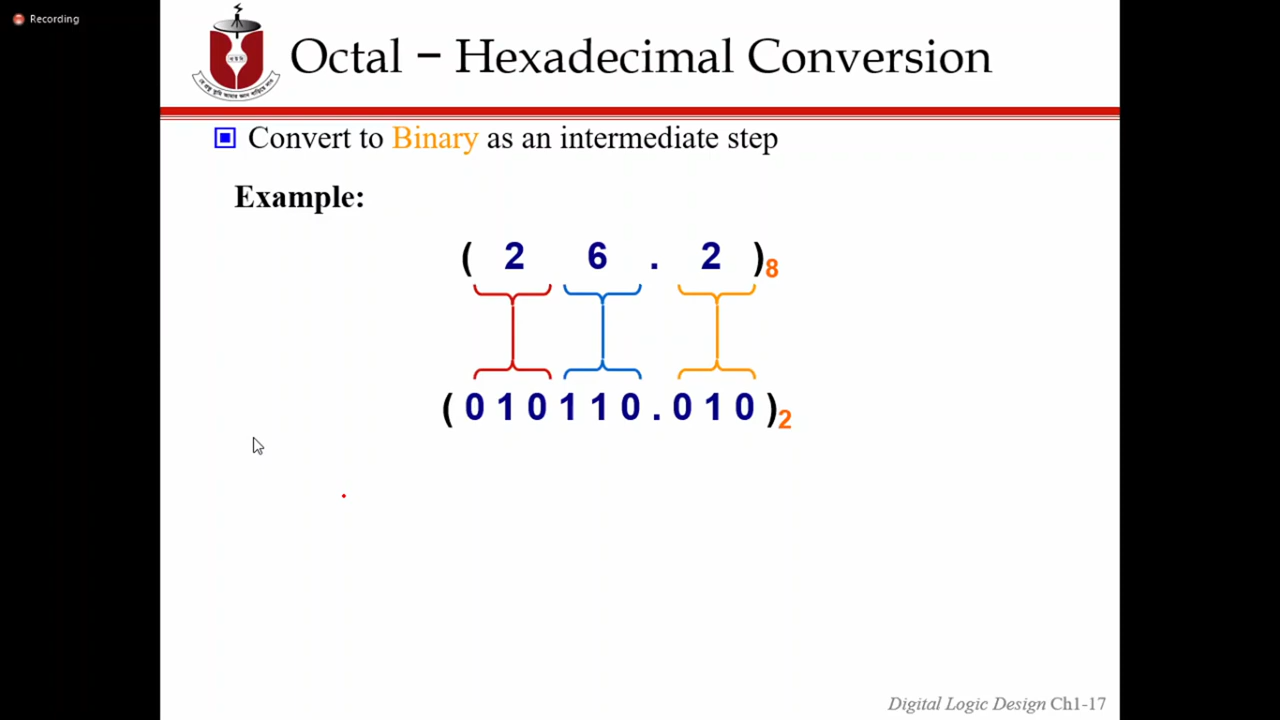 Recording
Octal − Hexadecimal Conversion
Convert to Binary as an intermediate step
Example:
( 2 6 . 2 )8
( 0 1 0 1 1 0 . 0 1 0 )2
Digital Logic Design Ch1-17